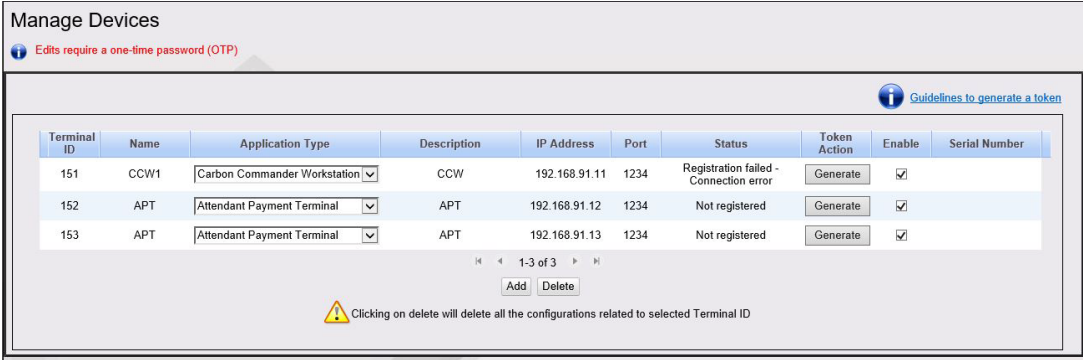 Manage Devices
Edits require a one-time password (OTP)
Guidelines to generate a token
Terminal ID Name Application Type Description IP Address Port Status Token Action Enable Serial Number
151 CCW1 Carbon Commander Workstation CCW 192.168.91.11 1234 Registration failed - Connection error Generate
152 APT Attendant Payment Terminal APT 192.168.91.12 1234 Not registered Generate
153 APT Attendant Payment Terminal APT 192.168.91.13 1234 Not registered Generate
1-3 of 3
Add Delete
Clicking on delete will delete all the configurations related to selected Terminal ID